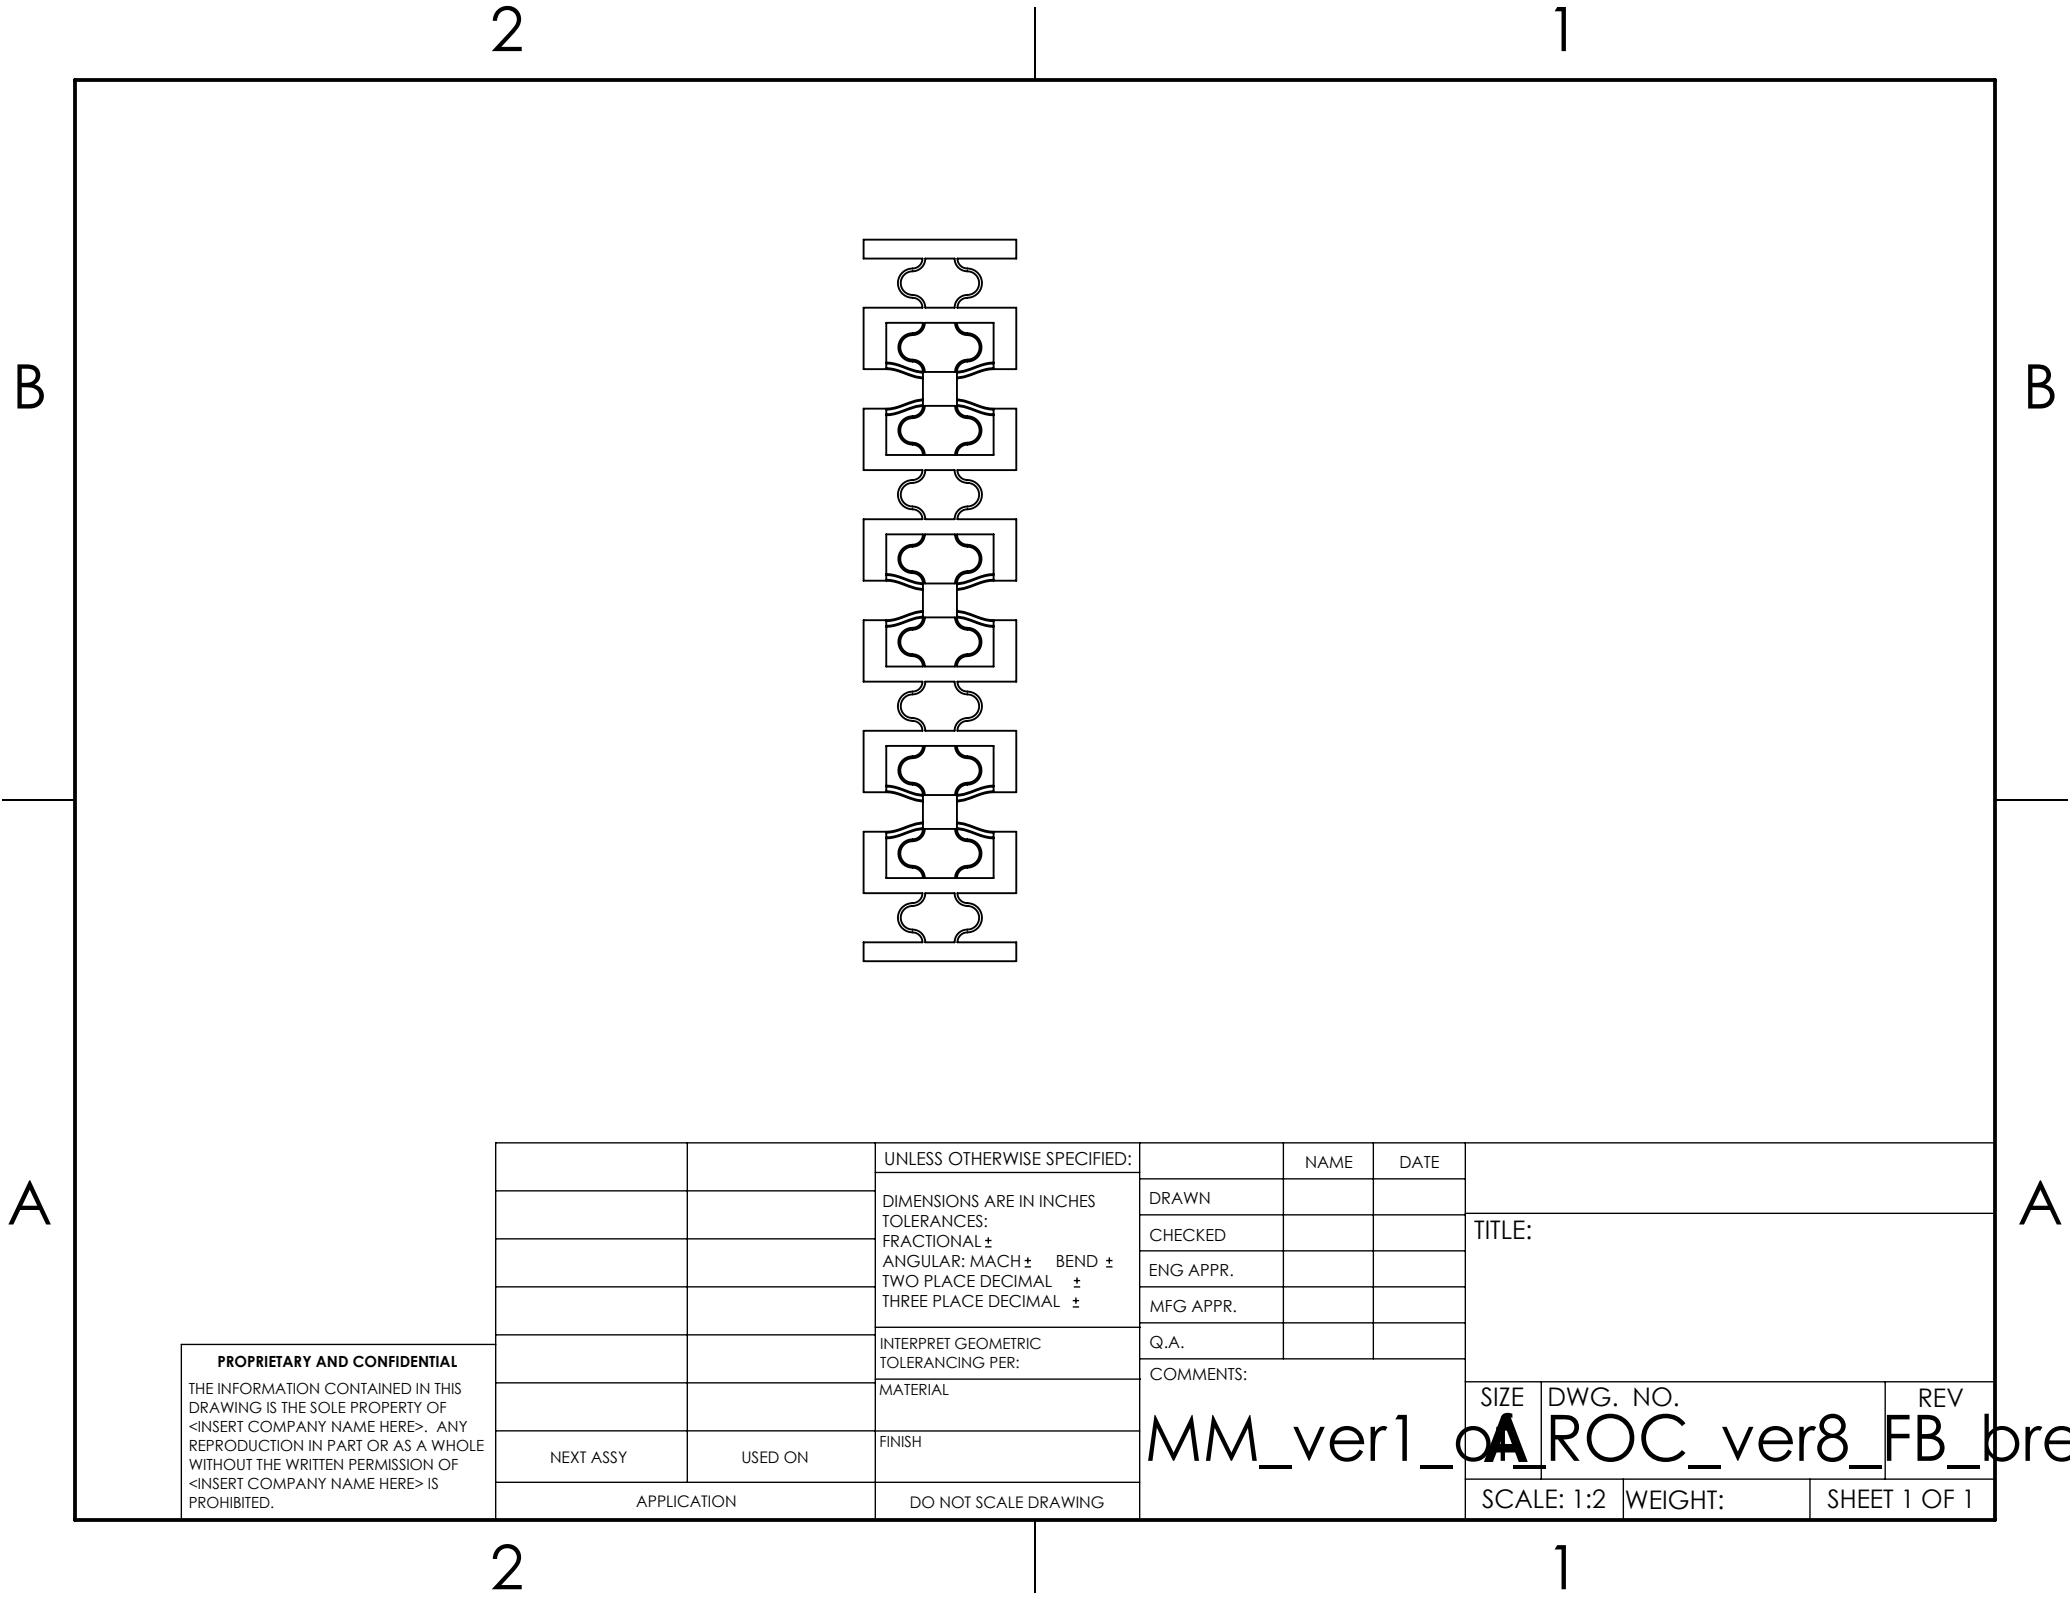 2 1
B B
A A
UNLESS OTHERWISE SPECIFIED:
DIMENSIONS ARE IN INCHES
TOLERANCES:
FRACTIONAL ±
ANGULAR: MACH ± BEND ±
TWO PLACE DECIMAL ±
THREE PLACE DECIMAL ±
INTERPRET GEOMETRIC
TOLERANCING PER:
MATERIAL
FINISH
DO NOT SCALE DRAWING
NAME DATE
DRAWN
CHECKED
ENG APPR.
MFG APPR.
Q.A.
COMMENTS:
TITLE:
SIZE DWG. NO. REV
A
ROC_ver8_FB_bre
MM_ver1_
SCALE: 1:2 WEIGHT: SHEET 1 OF 1
PROPRIETARY AND CONFIDENTIAL
THE INFORMATION CONTAINED IN THIS
DRAWING IS THE SOLE PROPERTY OF
<INSERT COMPANY NAME HERE>. ANY
REPRODUCTION IN PART OR AS A WHOLE
WITHOUT THE WRITTEN PERMISSION OF
<INSERT COMPANY NAME HERE> IS
PROHIBITED.
NEXT ASSY USED ON
APPLICATION
2 1